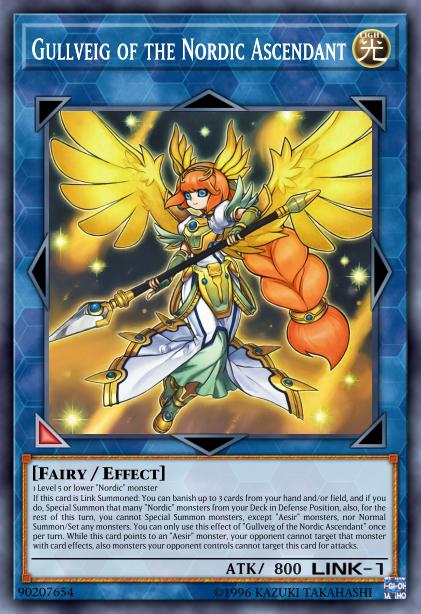 Gullveig of the Nordic Ascendant
LIGHT
光
[Fairy / Effect]
1 Level 5 or lower "Nordic" monster
If this card is Link Summoned: You can banish up to 3 cards from your hand and/or field, and if you
do, Special Summon that many "Nordic" monsters from your Deck in Defense Position, also, for the
rest of this turn, you cannot Special Summon monsters, except "Aesir" monsters, nor Normal
Summon/Set any monsters. You can only use this effect of "Gullveig of the Nordic Ascendant" once
per turn. While this card points to an "Aesir" monster, your opponent cannot target that monster
with card effects, also monsters your opponent controls cannot target this card for attacks.
ATK/ 800 LINK-1
90207654
©1996 KAZUKI TAKAHASHI